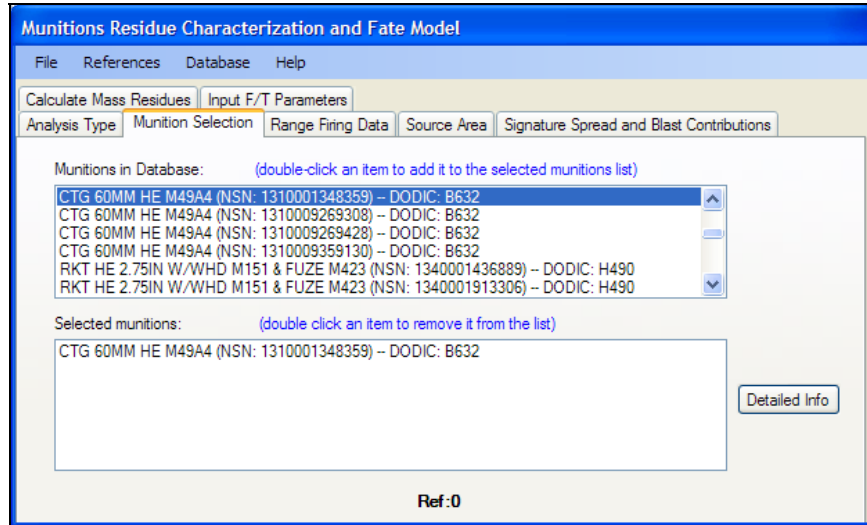 Munitions Residue Characterization and Fate Model
File References Database Help
Calculate Mass Residues Input F/T Parameters
Analysis Type Munition Selection Range Firing Data Source Area Signature Spread and Blast Contributions
Munitions in Database: (double-click an item to add it to the selected munitions list)
CTG 60MM HE M49A4 (NSN: 1310001348359) -- DODIC: B632
CTG 60MM HE M49A4 (NSN: 1310009269308) -- DODIC: B632
CTG 60MM HE M49A4 (NSN: 1310009269428) -- DODIC: B632
CTG 60MM HE M49A4 (NSN: 1310009359130) -- DODIC: B632
RKT HE 2.75IN W/WHD M151 & FUZE M423 (NSN: 1340001436889) -- DODIC: H490
RKT HE 2.75IN W/WHD M151 & FUZE M423 (NSN: 1340001913306) -- DODIC: H490
Selected munitions: (double click an item to remove it from the list)
CTG 60MM HE M49A4 (NSN: 1310001348359) -- DODIC: B632
Detailed Info
Ref:0